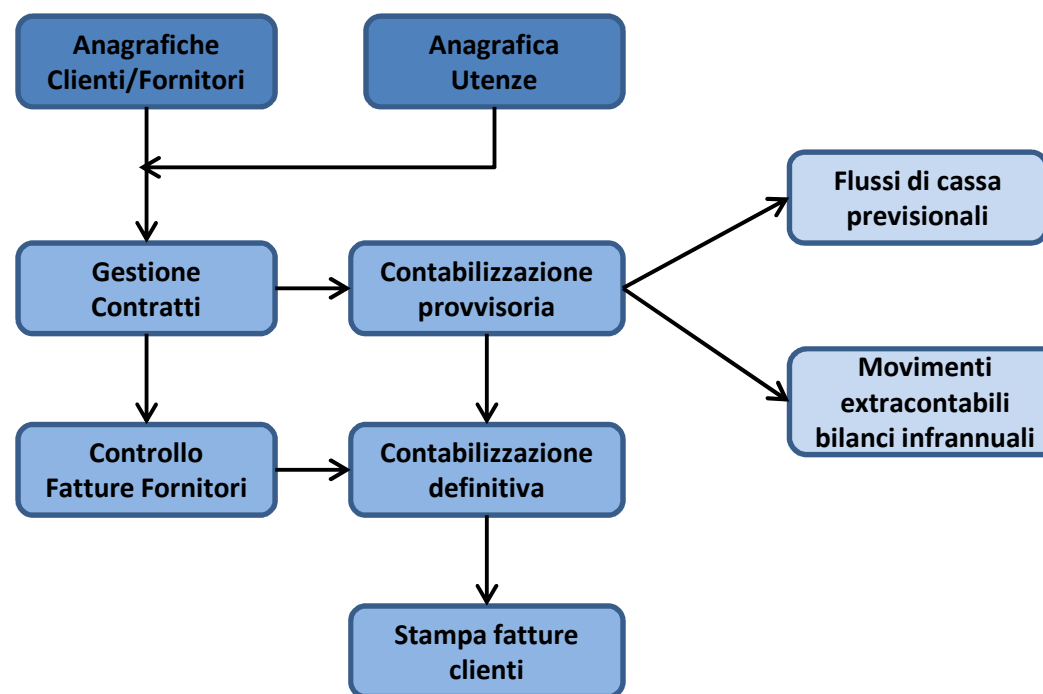 Anagrafiche
Clienti/Fornitori
Anagrafica
Utenze
Flussi di cassa
previsionali
Gestione
Contratti
Contabilizzazione
provvisoria
Movimenti
extracontabili
bilanci infrannuali
Controllo
Fatture Fornitori
Contabilizzazione
definitiva
Stampa fatture
clienti